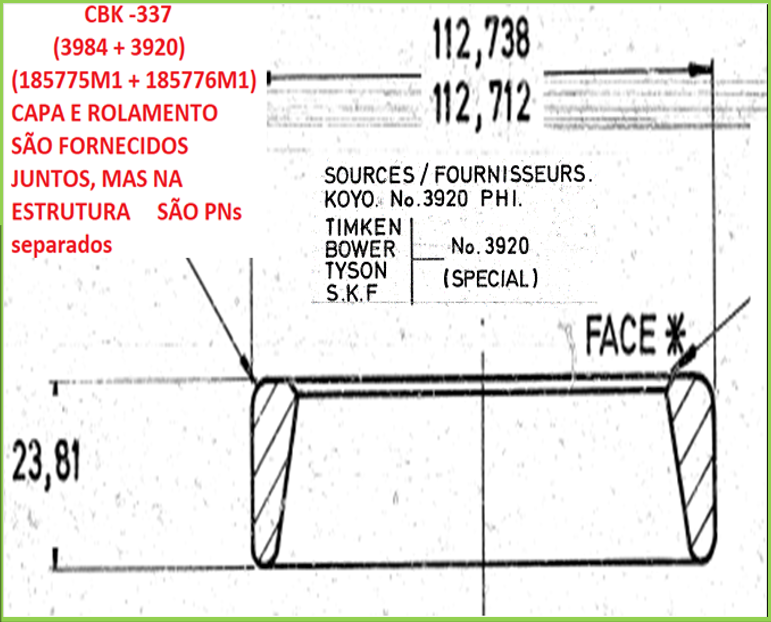 CBK -337
(3984 + 3920)
(185775M1 + 185776M1)
CAPA E ROLAMENTO
SÃO FORNECIDOS
JUNTOS, MAS NA
ESTRUTURA SÃO PNs
separados
112,738
112,712
SOURCES / FOURNISSEURS.
KOYO. No.3920 PHI.
TIMKEN
BOWER
TYSON
S.K.F
No. 3920
(SPECIAL)
FACE *
23,81